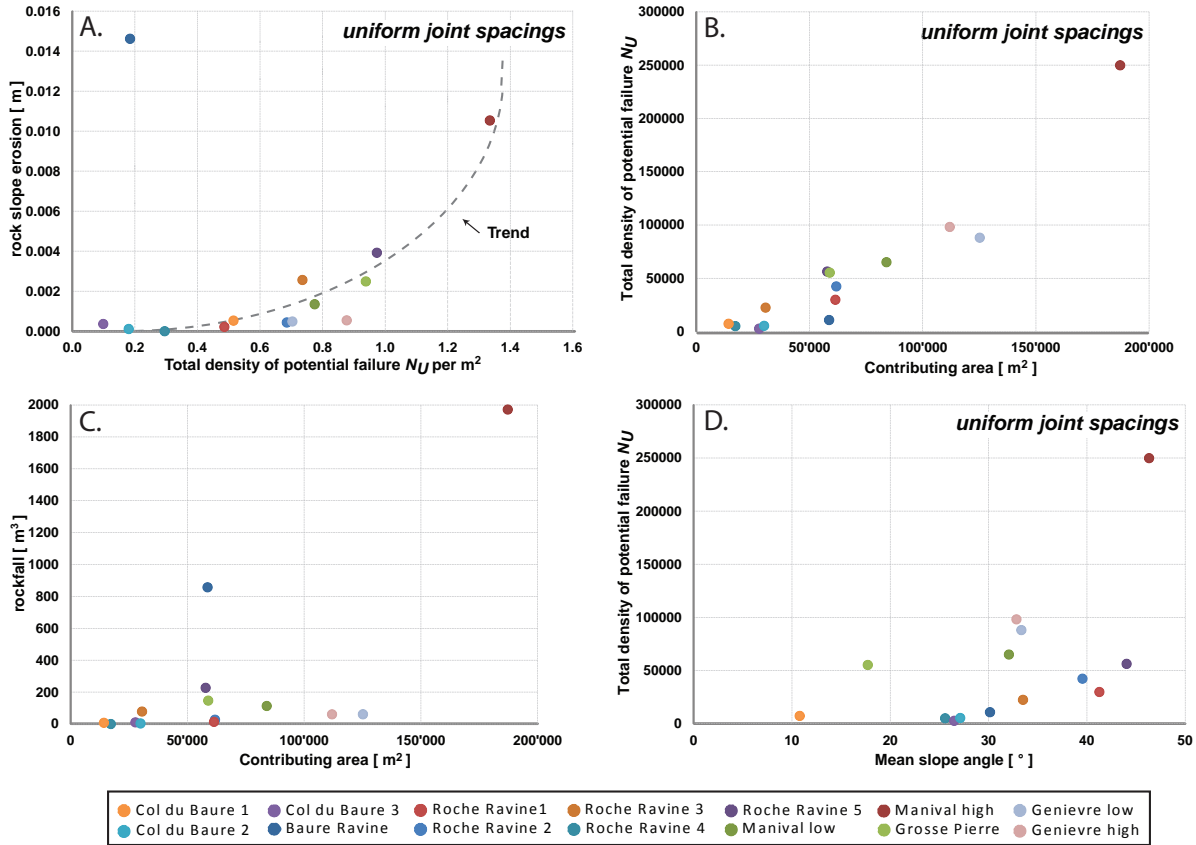 A.
uniform joint spacings
rock slope erosion [ m ]
0.016
0.014
0.012
0.010
0.008
0.006
0.004
0.002
0.000
Trend
0.0 0.2 0.4 0.6 0.8 1.0 1.2 1.4 1.6
Total density of potential failure NU per m2
B.
uniform joint spacings
Total density of potential failure NU
300000
250000
200000
150000
100000
50000
0
0 50'000 100'000 150'000 200'000
Contributing area [ m2 ]
C.
rockfall [ m3 ]
2000
1800
1600
1400
1200
1000
800
600
400
200
0
0 50'000 100'000 150'000 200'000
Contributing area [ m2 ]
D.
uniform joint spacings
Total density of potential failure NU
300000
250000
200000
150000
100000
50000
0
0 10 20 30 40 50
Mean slope angle [ ° ]
Col du Baure 1 Col du Baure 3 Roche Ravine1 Roche Ravine 3 Roche Ravine 5 Manival high Genievre low
Col du Baure 2 Baure Ravine Roche Ravine 2 Roche Ravine 4 Manival low Grosse Pierre Genievre high